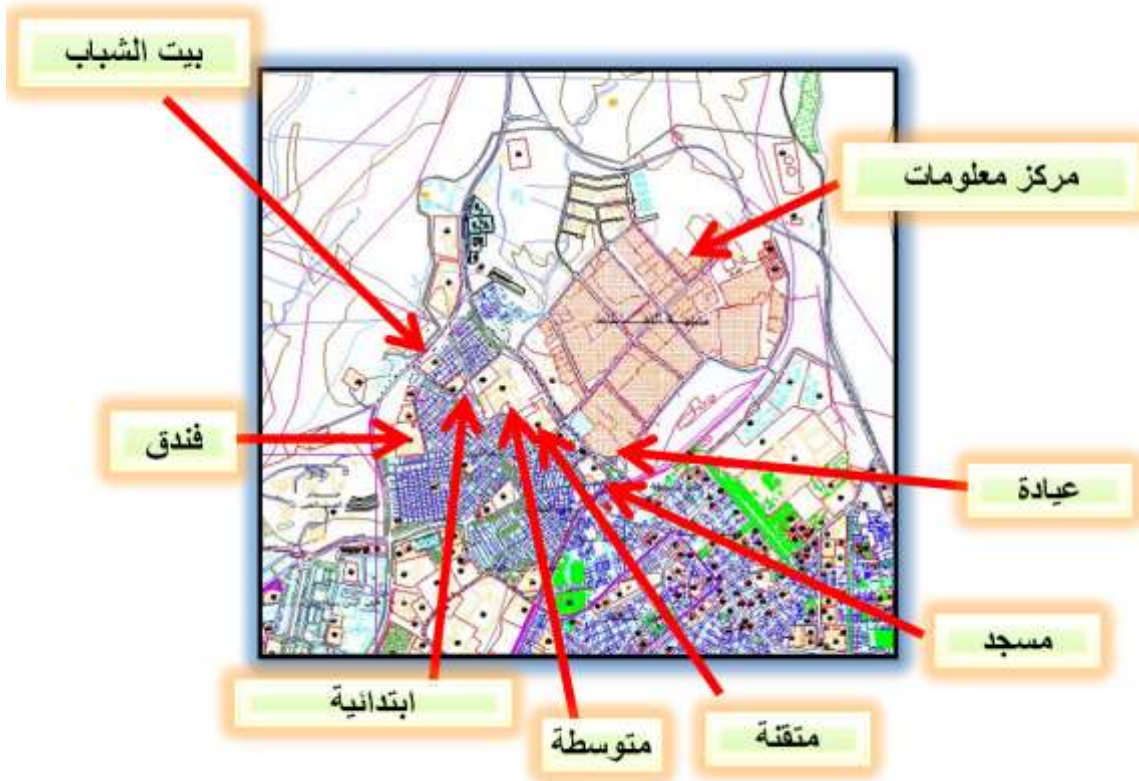 بيت الشباب
مركز معلومات
فندق
عيادة
مسجد
ابتدائية
متوسطة
متقنة